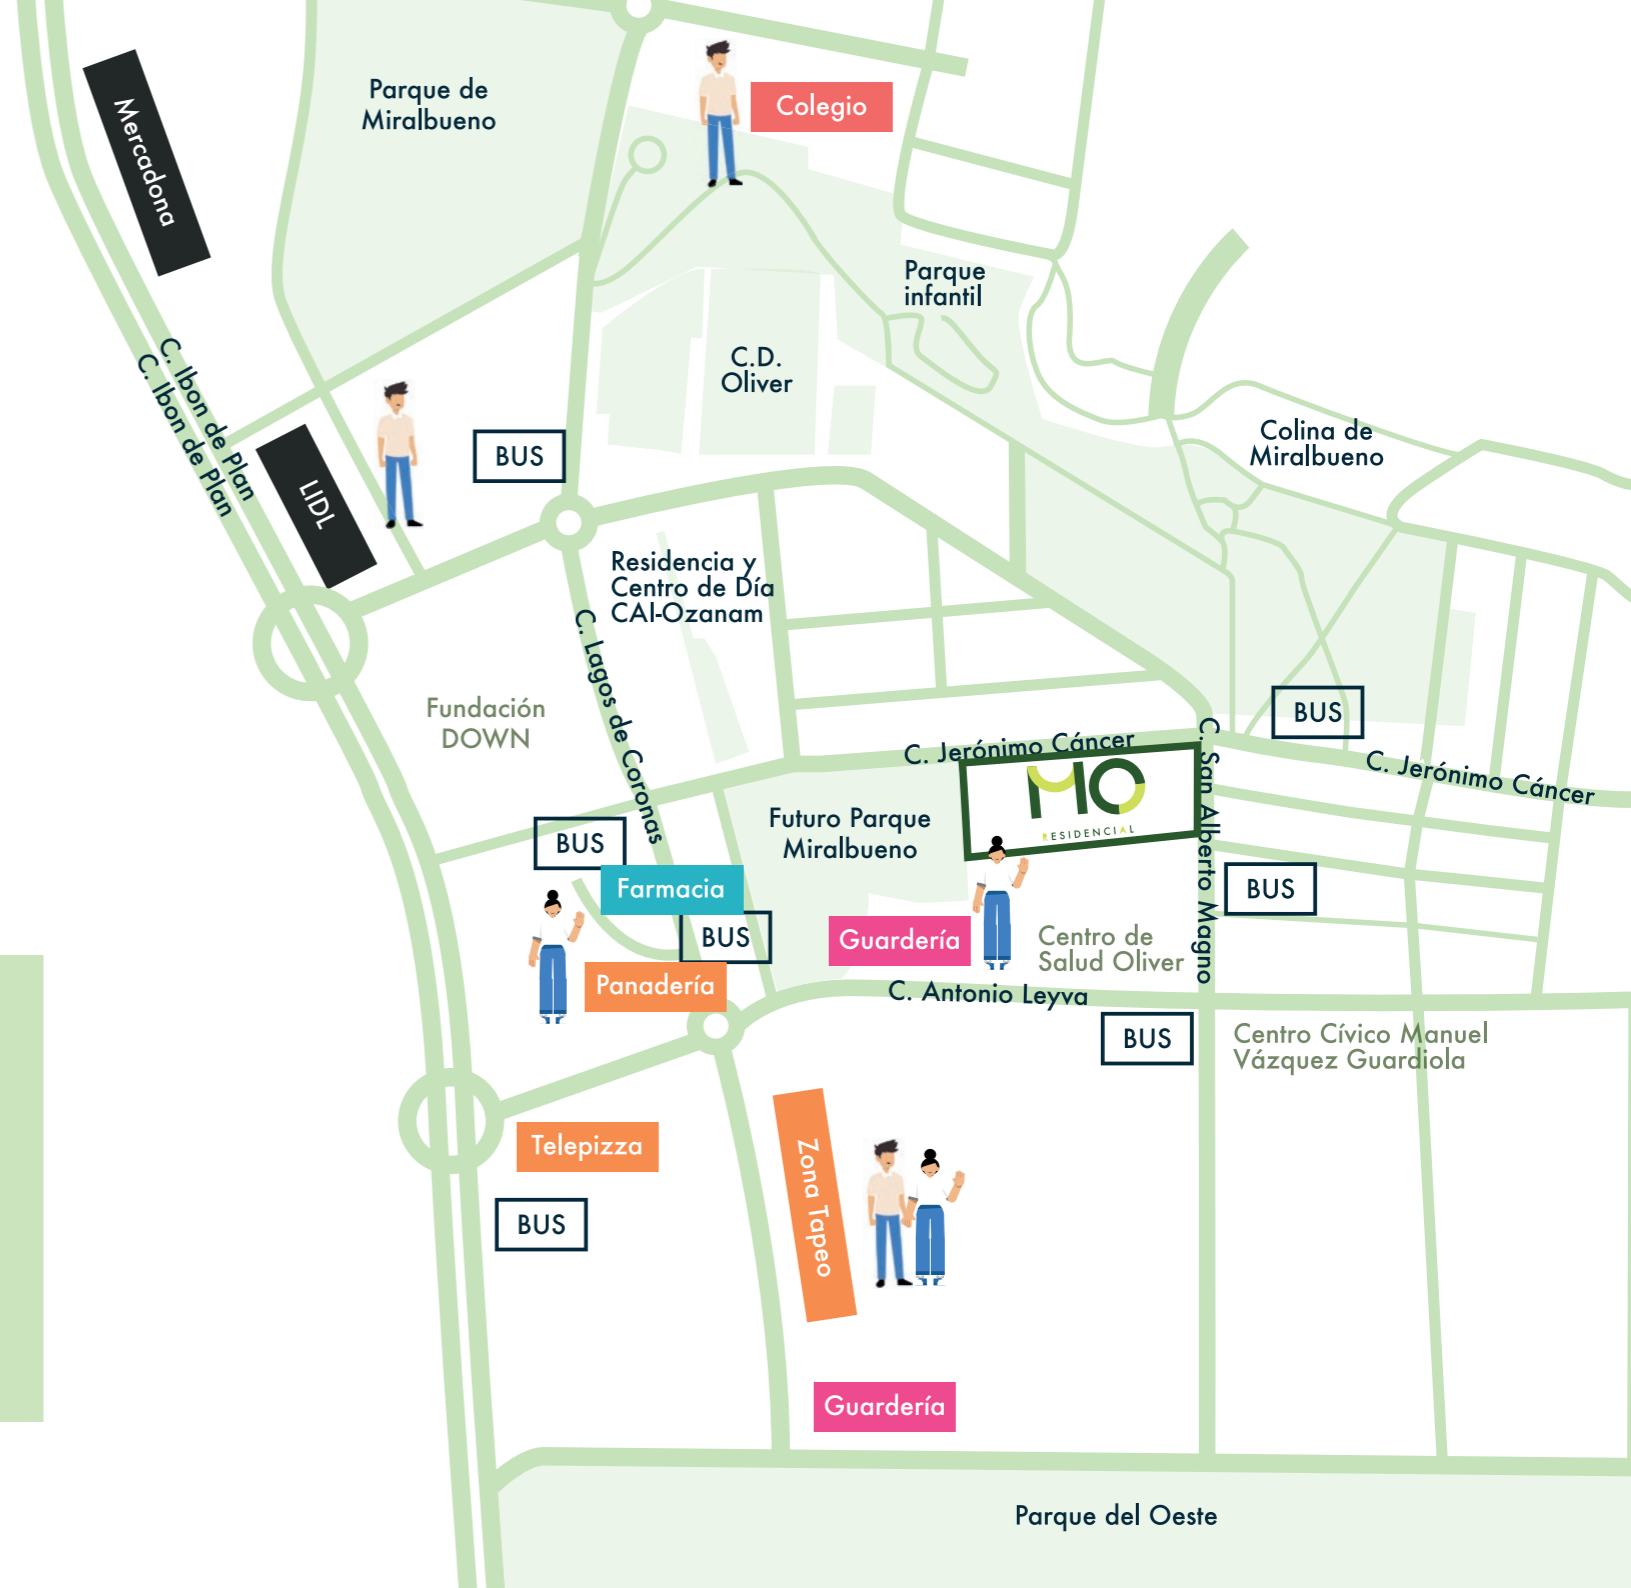 Parque de
Miralbueno
Colegio
Mercadona
Parque
infantil
C. Ibon de Plan
C. Ibon de Plan
C.D.
Oliver
BUS
Colina de
Miralbueno
LIDL
Residencia y
Centro de Día
CAI-Ozanam
C. Lagos de Coronas
Fundación
DOWN
BUS
C. Jerónimo Cáncer
C. San Alberto Magno
C. Jerónimo Cáncer
MO
RESIDENCIAL
Futuro Parque
Miralbueno
BUS
Farmacia
BUS
BUS
Guardería
Centro de
Salud Oliver
Panadería
C. Antonio Leyva
BUS
Centro Cívico Manuel
Vázquez Guardiola
Telepizza
Zona Tapeo
BUS
Guardería
Parque del Oeste